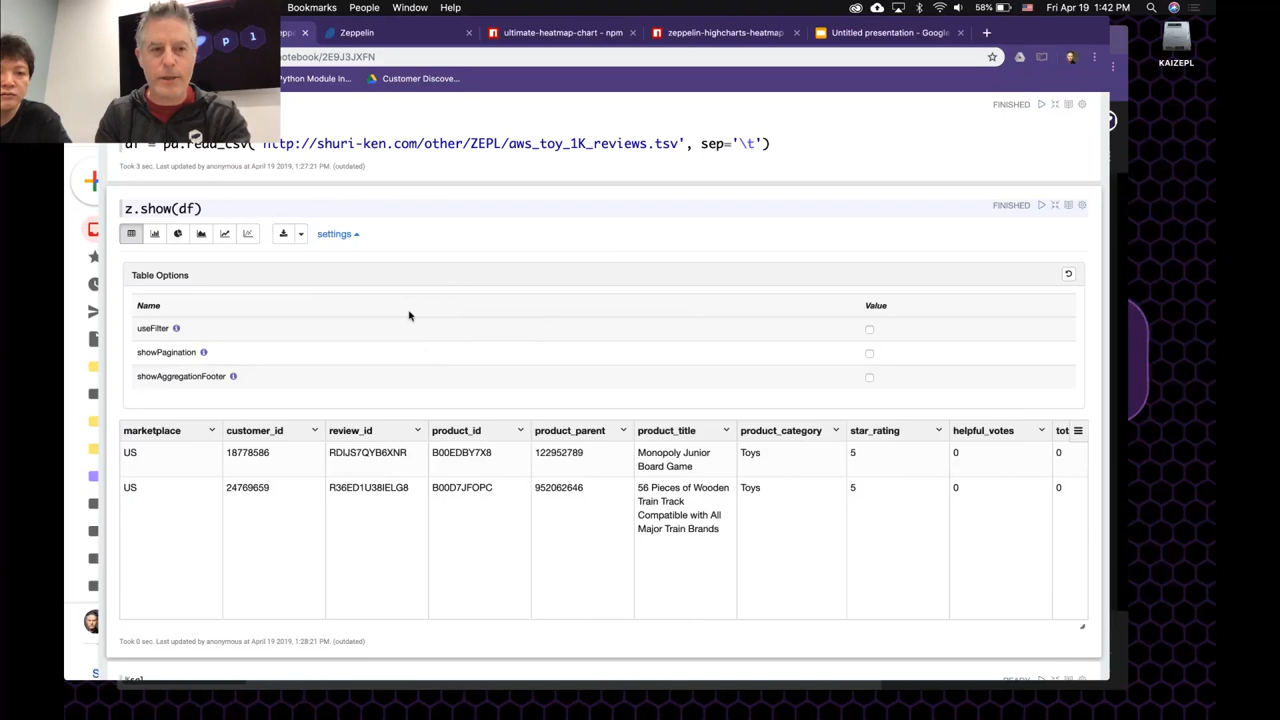 Bookmarks People Window Help
58% Fri Apr 19 1:42 PM
p l
Zeppelin ultimate-heatmap-chart - npm zeppelin-highcharts-heatmap Untitled presentation - Google
notebook/2E9J3JXFN
Python Module In... Customer Discove...
KAIZEPL
FINISHED
df = pd.read_csv('http://shuri-ken.com/other/ZEPL/aws_toy_1K_reviews.tsv', sep='\t')
Took 3 sec. Last updated by anonymous at April 19 2019, 1:27:21 PM. (outdated)
z.show(df) FINISHED
settings
Table Options
Name Value
useFilter
showPagination
showAggregationFooter
marketplace customer_id review_id product_id product_parent product_title product_category star_rating helpful_votes tot
US 18778586 RDIJS7QYB6XNR B00EDBY7X8 122952789 Monopoly Junior Toys 5 0 0
Board Game
US 24769659 R36ED1U38IELG8 B00D7JFOPC 952062646 56 Pieces of Wooden Toys 5 0 0
Train Track
Compatible with All
Major Train Brands
Took 0 sec. Last updated by anonymous at April 19 2019, 1:28:21 PM. (outdated)